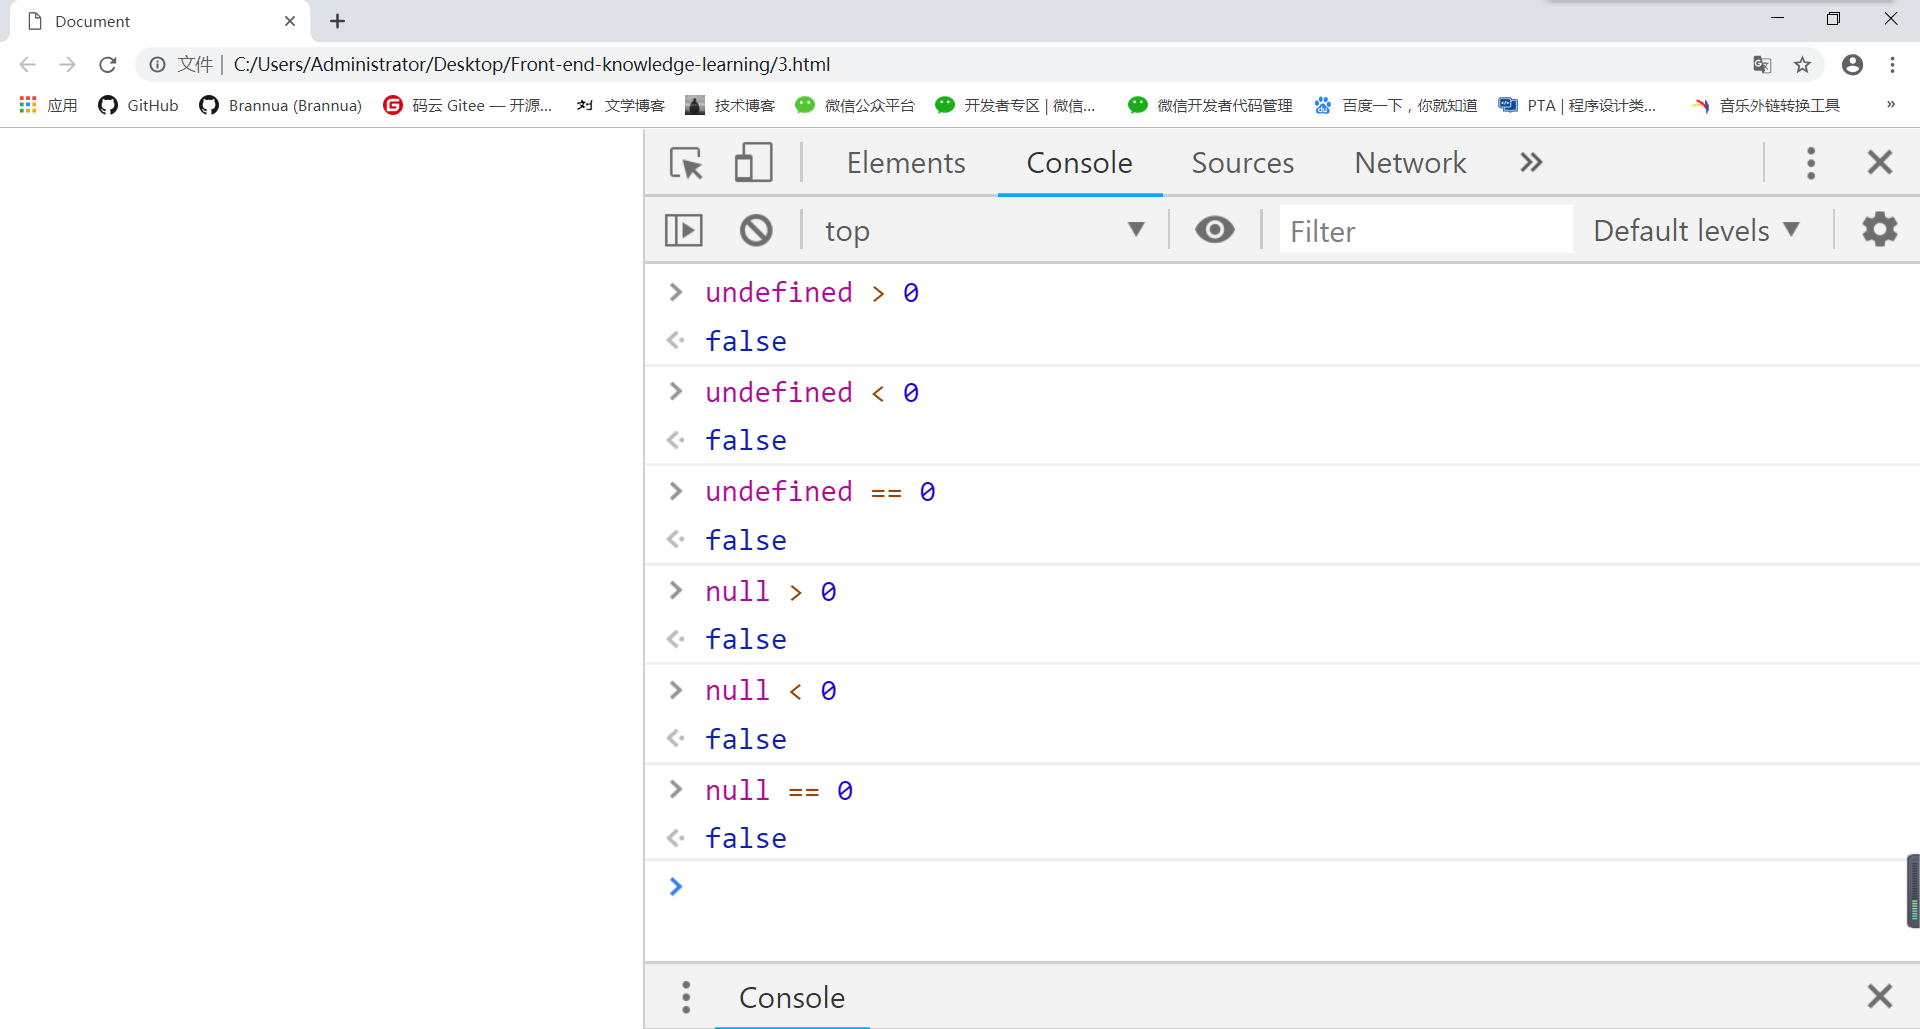 Document
文件 | C:/Users/Administrator/Desktop/Front-end-knowledge-learning/3.html
应用 GitHub Brannua (Brannua) 码云 Gitee — 开源... 文学博客 技术博客 微信公众平台 开发者专区 | 微信... 微信开发者代码管理 百度一下，你就知道 PTA | 程序设计类... 音乐外链转换工具 »
Elements Console Sources Network »
top Filter Default levels
> undefined > 0
false
> undefined < 0
false
> undefined == 0
false
> null > 0
false
> null < 0
false
> null == 0
false
>
Console